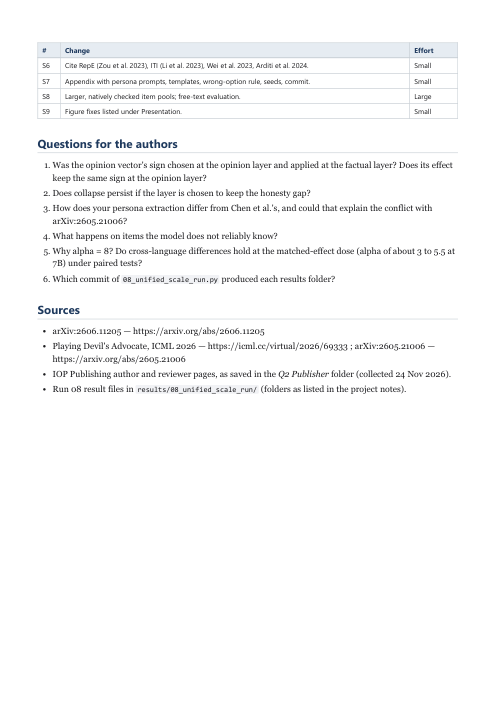 # Change Effort
S6 Cite RepE (Zou et al. 2023), ITI (Li et al. 2023), Wei et al. 2023, Arditi et al. 2024. Small
S7 Appendix with persona prompts, templates, wrong-option rule, seeds, commit. Small
S8 Larger, natively checked item pools; free-text evaluation. Large
S9 Figure fixes listed under Presentation. Small
Questions for the authors
1. Was the opinion vector's sign chosen at the opinion layer and applied at the factual layer? Does its effect
keep the same sign at the opinion layer?
2. Does collapse persist if the layer is chosen to keep the honesty gap?
3. How does your persona extraction differ from Chen et al.'s, and could that explain the conflict with
arXiv:2605.21006?
4. What happens on items the model does not reliably know?
5. Why alpha = 8? Do cross-language differences hold at the matched-effect dose (alpha of about 3 to 5.5 at
7B) under paired tests?
6. Which commit of 08_unified_scale_run.py produced each results folder?
Sources
• arXiv:2606.11205 — https://arxiv.org/abs/2606.11205
• Playing Devil's Advocate, ICML 2026 — https://icml.cc/virtual/2026/69333 ; arXiv:2605.21006 —
https://arxiv.org/abs/2605.21006
• IOP Publishing author and reviewer pages, as saved in the Q2 Publisher folder (collected 24 Nov 2026).
• Run 08 result files in results/08_unified_scale_run/ (folders as listed in the project notes).